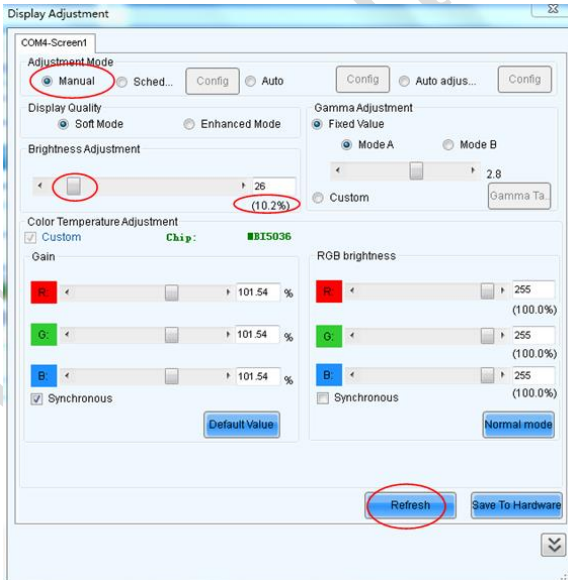 Display Adjustment
COM4-Screen1
Adjustment Mode
Manual Sched... Config Auto Config Auto adjus... Config
Display Quality
Soft Mode Enhanced Mode
Gamma Adjustment
Fixed Value
Mode A Mode B
2.8
Custom Gamma Ta..
Brightness Adjustment
26
(10.2%)
Color Temperature Adjustment
Custom Chip: MBI5036
Gain
R: 101.54 %
G: 101.54 %
B: 101.54 %
Synchronous
Default Value
RGB brightness
R: 255
(100.0%)
G: 255
(100.0%)
B: 255
(100.0%)
Synchronous
Normal mode
Refresh Save To Hardware